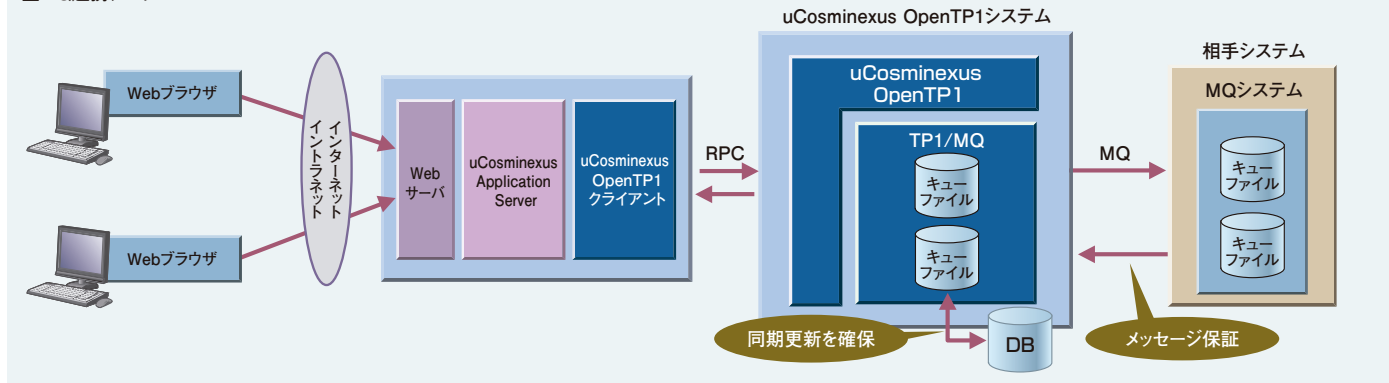 uCosminexus OpenTP1システム
Webブラウザ
Webブラウザ
インターネット
イントラネット
Web
サーバ
uCosminexus
Application
Server
uCosminexus
OpenTP1
クライアント
RPC
uCosminexus
OpenTP1
TP1/MQ
キュー
ファイル
キュー
ファイル
同期更新を確保
DB
MQ
メッセージ保証
相手システム
MQシステム
キュー
ファイル
キュー
ファイル